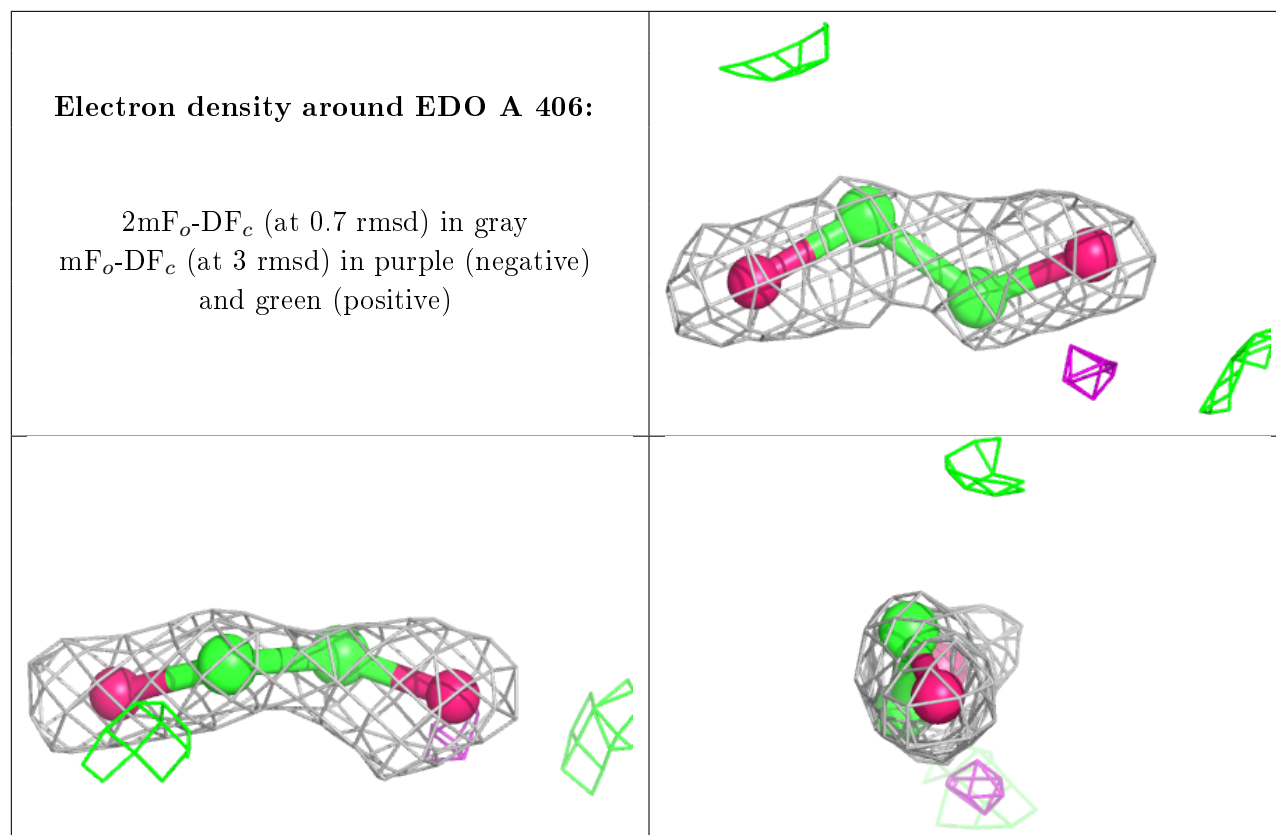 Electron density around EDO A 406:
2mFₒ-DF𝒸 (at 0.7 rmsd) in gray
mFₒ-DF𝒸 (at 3 rmsd) in purple (negative)
and green (positive)